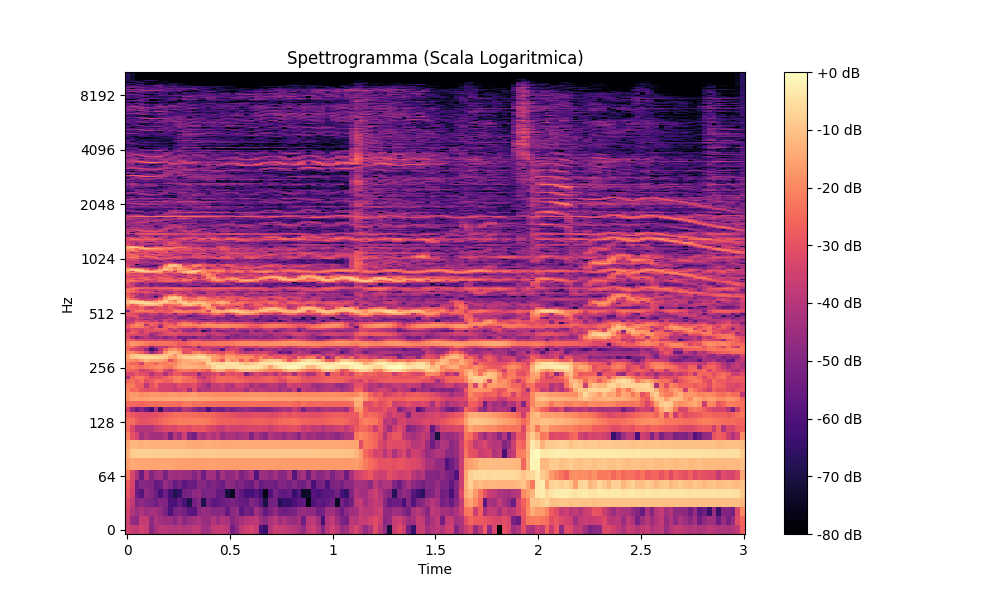 Spettrogramma (Scala Logaritmica)
8192
4096
2048
1024
512
256
128
64
0
Hz
0 0.5 1 1.5 2 2.5 3
Time
+0 dB
-10 dB
-20 dB
-30 dB
-40 dB
-50 dB
-60 dB
-70 dB
-80 dB